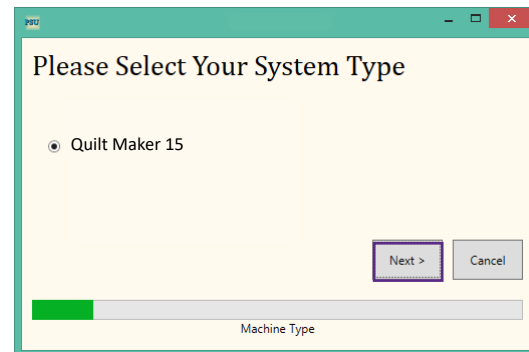 PSU
Please Select Your System Type
Quilt Maker 15
Next >
Cancel
Machine Type